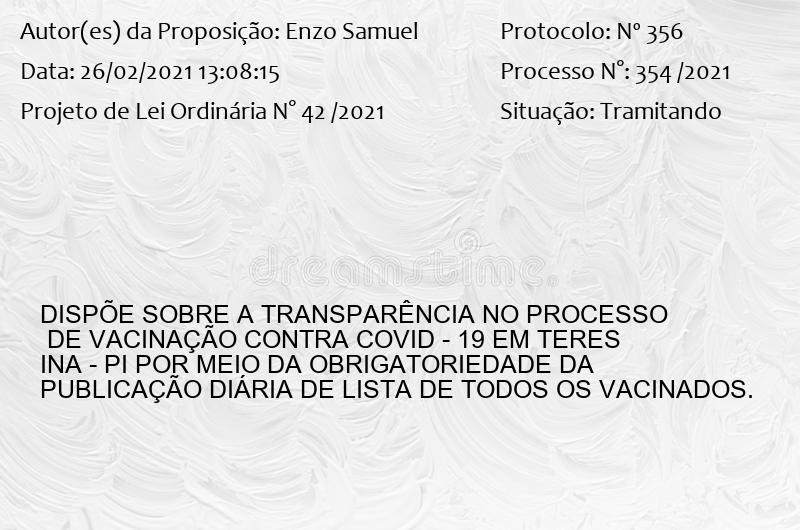 Autor(es) da Proposição: Enzo Samuel
Protocolo: Nº 356
Data: 26/02/2021 13:08:15
Processo N°: 354 /2021
Projeto de Lei Ordinária N° 42 /2021
Situação: Tramitando
dreamstime.
DISPÕE SOBRE A TRANSPARÊNCIA NO PROCESSO
DE VACINAÇÃO CONTRA COVID - 19 EM TERES
INA - PI POR MEIO DA OBRIGATORIEDADE DA
PUBLICAÇÃO DIÁRIA DE LISTA DE TODOS OS VACINADOS.